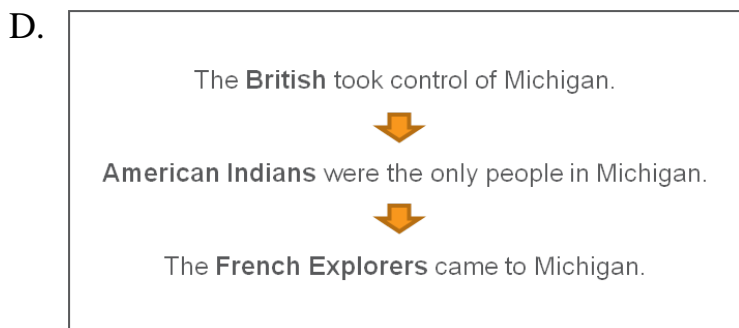 D.
The British took control of Michigan.
American Indians were the only people in Michigan.
The French Explorers came to Michigan.